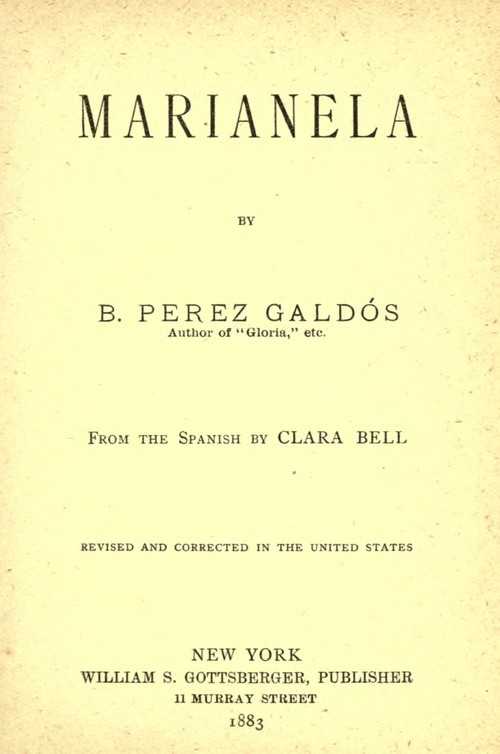 MARIANELA
BY
B. PEREZ GALDÓS
Author of "Gloria," etc.
FROM THE SPANISH BY CLARA BELL
REVISED AND CORRECTED IN THE UNITED STATES
NEW YORK
WILLIAM S. GOTTSBERGER, PUBLISHER
11 MURRAY STREET
1883